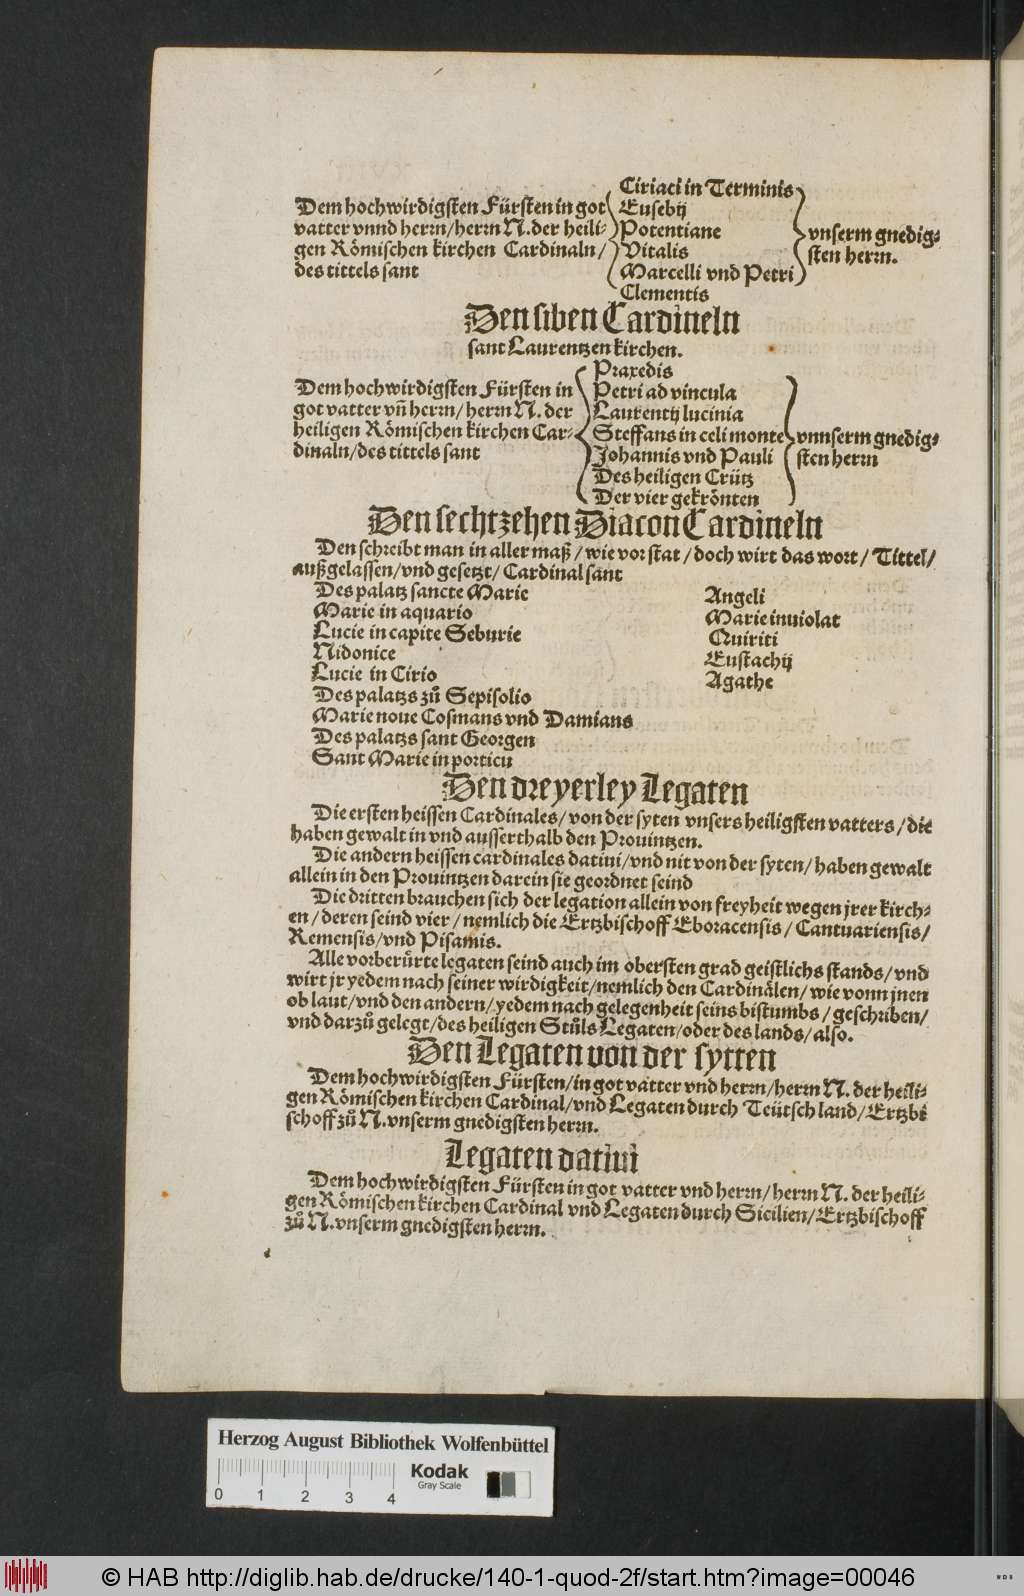 Dem hochwirdigsten Fürsten in got
vatter vnnd herrn/herrn N. der heili-
gen Römischen kirchen Cardinaln/
des tittels sant
Ciriaci in Terminis
Eusebij
Potentiane
Vitalis
Marcelli vnd Petri
Clementis
vnserm gnedig-
sten herrn.
Den siben Cardineln
sant Laurentzen kirchen.
Dem hochwirdigsten Fürsten in
got vatter vn̄ herrn/herrn N. der
heiligen Römischen kirchen Car-
dinaln/des tittels sant
Praxedis
Petri ad vincula
Laurentij lucinia
Steffans in celi monte
Johannis vnd Pauli
Des heiligen Crütz
Der vier gekrönten
vnnserm gnedig-
sten herrn
Den sechtzehen Diacon Cardineln
Den schreibt man in aller maß/wie vor stat/doch wirt das wort/Tittel/
außgelassen/vnd gesetzt/Cardinal sant
Des palatz sancte Marie
Marie in aquario
Lucie in capite Seburie
Nidonice
Lucie in Cirio
Des palatzs zů Sepisolio
Marie noue Cosmans vnd Damians
Des palatzs sant Georgen
Sant Marie in porticu
Angeli
Marie inuiolat
Quiriti
Eustachij
Agathe
Den dreyerley Legaten
Die ersten heissen Cardinales/von der syten vnsers heiligsten vatters/die
haben gewalt in vnd ausserthalb den Prouintzen.
Die andern heissen cardinales datiui/vnd nit von der syten/haben gewalt
allein in den Prouintzen darein sie geordnet seind
Die dritten brauchen sich der legation allein von freyheit wegen jrer kirch-
en/deren seind vier/nemlich die Ertzbischoff Eboracensis/Cantuariensis/
Remensis/vnd Pisamis.
Alle vorberůrte legaten seind auch im obersten grad geistlichs stands/vnd
wirt jr yedem nach seiner wirdigkeit/nemlich den Cardinälen/wie vonn jnen
ob laut/vnd den andern/yedem nach gelegenheit seins bistumbs/geschriben/
vnd darzů gelegt/des heiligen Stůls Legaten/oder des lands/also.
Den Legaten von der sytten
Dem hochwirdigsten Fürsten/in got vatter vnd herrn/herrn N. der heili-
gen Römischen kirchen Cardinal/vnd Legaten durch Teütschland/Ertzbi
schoff zů N. vnserm gnedigsten herrn.
Legaten datiui
Dem hochwirdigsten Fürsten in got vatter vnd herrn/herrn N. der heili-
gen Römischen kirchen Cardinal vnd Legaten durch Sicilien/Ertzbischoff
zů N. vnserm gnedigsten herrn.
Herzog August Bibliothek Wolfenbüttel
Kodak
Gray Scale
0 1 2 3 4
© HAB http://diglib.hab.de/drucke/140-1-quod-2f/start.htm?image=00046